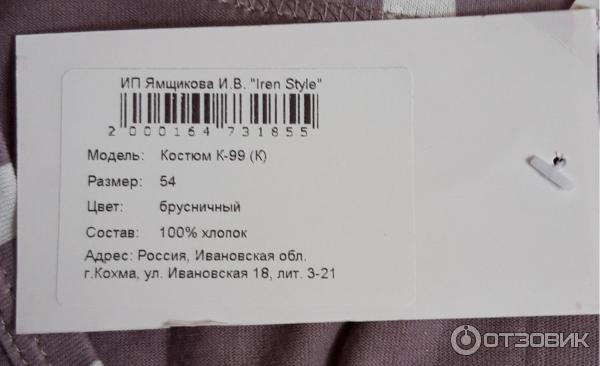 ИП Ямщикова И.В. "Iren Style"
2 000164 731855
Модель: Костюм К-99 (К)
Размер: 54
Цвет: брусничный
Состав: 100% хлопок
Адрес: Россия, Ивановская обл.
г.Кохма, ул. Ивановская 18, лит. 3-21
ОТЗОВИК